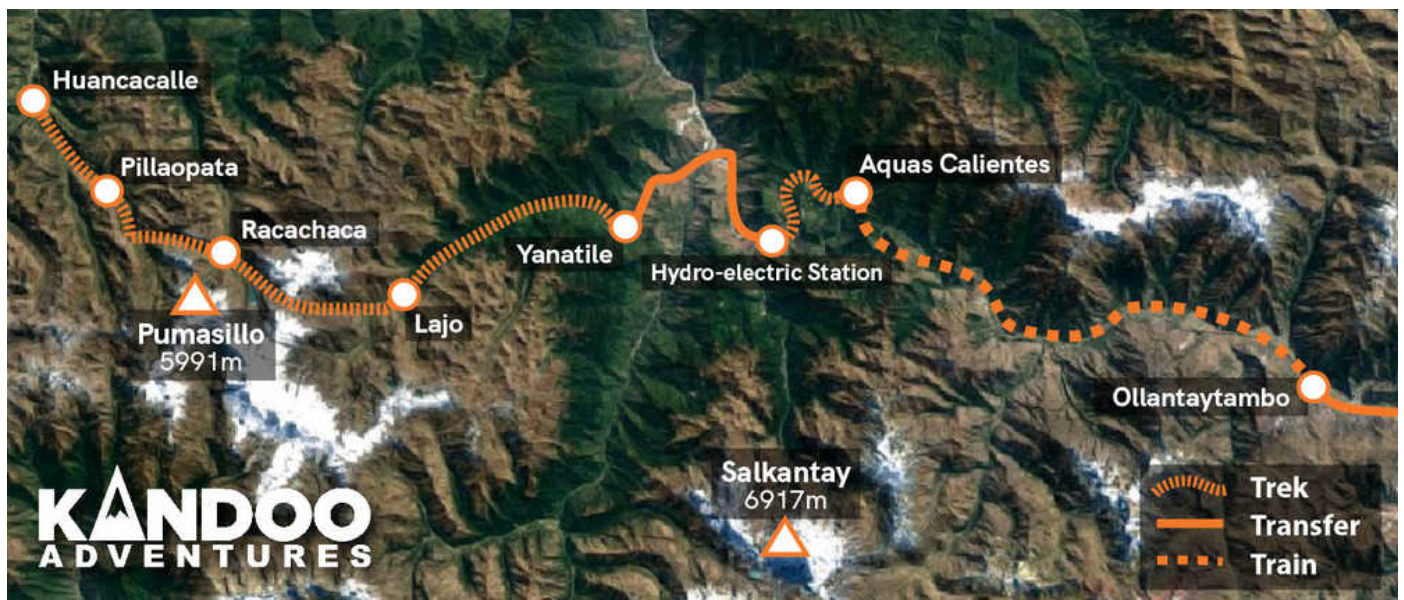 Huancacalle
Pillaopata
Racachaca
Pumasillo
5991m
Lajo
Yanatile
Hydro-electric Station
Aquas Calientes
Ollantaytambo
Salkantay
6917m
KANDOO
ADVENTURES
Trek
Transfer
Train